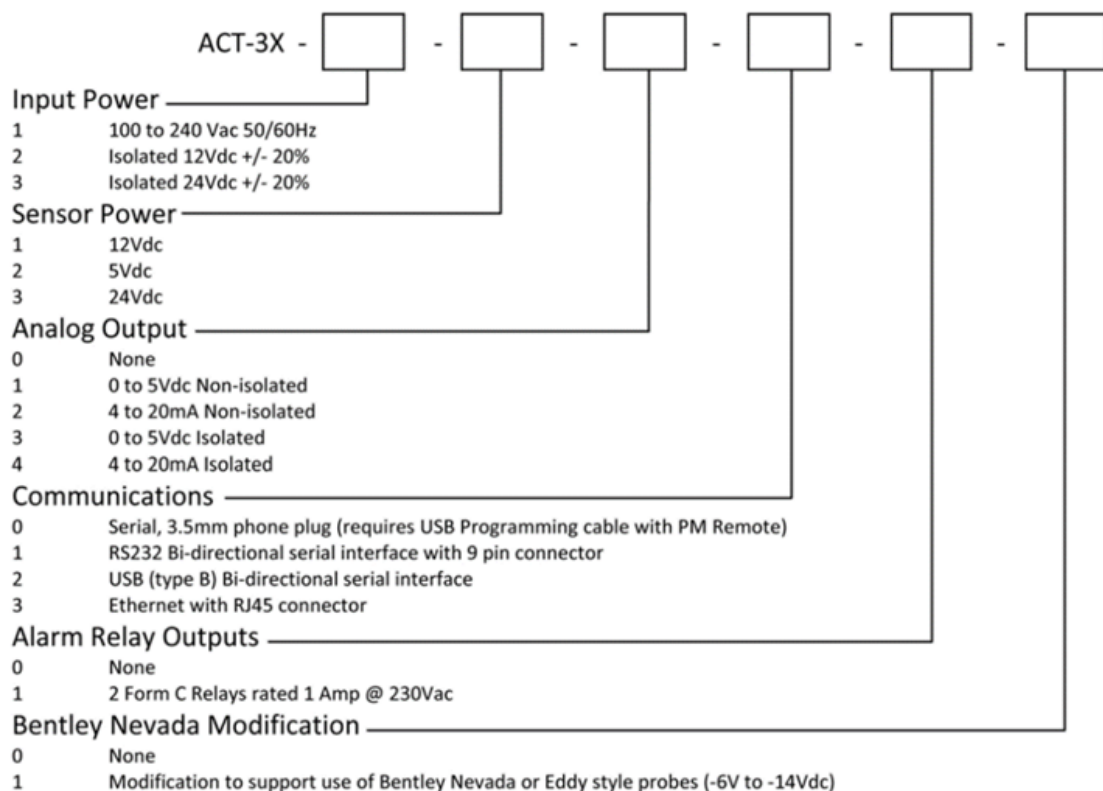 ACT-3X - - - - - -
Input Power
1 100 to 240 Vac 50/60Hz
2 Isolated 12Vdc +/- 20%
3 Isolated 24Vdc +/- 20%
Sensor Power
1 12Vdc
2 5Vdc
3 24Vdc
Analog Output
0 None
1 0 to 5Vdc Non-isolated
2 4 to 20mA Non-isolated
3 0 to 5Vdc Isolated
4 4 to 20mA Isolated
Communications
0 Serial, 3.5mm phone plug (requires USB Programming cable with PM Remote)
1 RS232 Bi-directional serial interface with 9 pin connector
2 USB (type B) Bi-directional serial interface
3 Ethernet with RJ45 connector
Alarm Relay Outputs
0 None
1 2 Form C Relays rated 1 Amp @ 230Vac
Bentley Nevada Modification
0 None
1 Modification to support use of Bentley Nevada or Eddy style probes (-6V to -14Vdc)